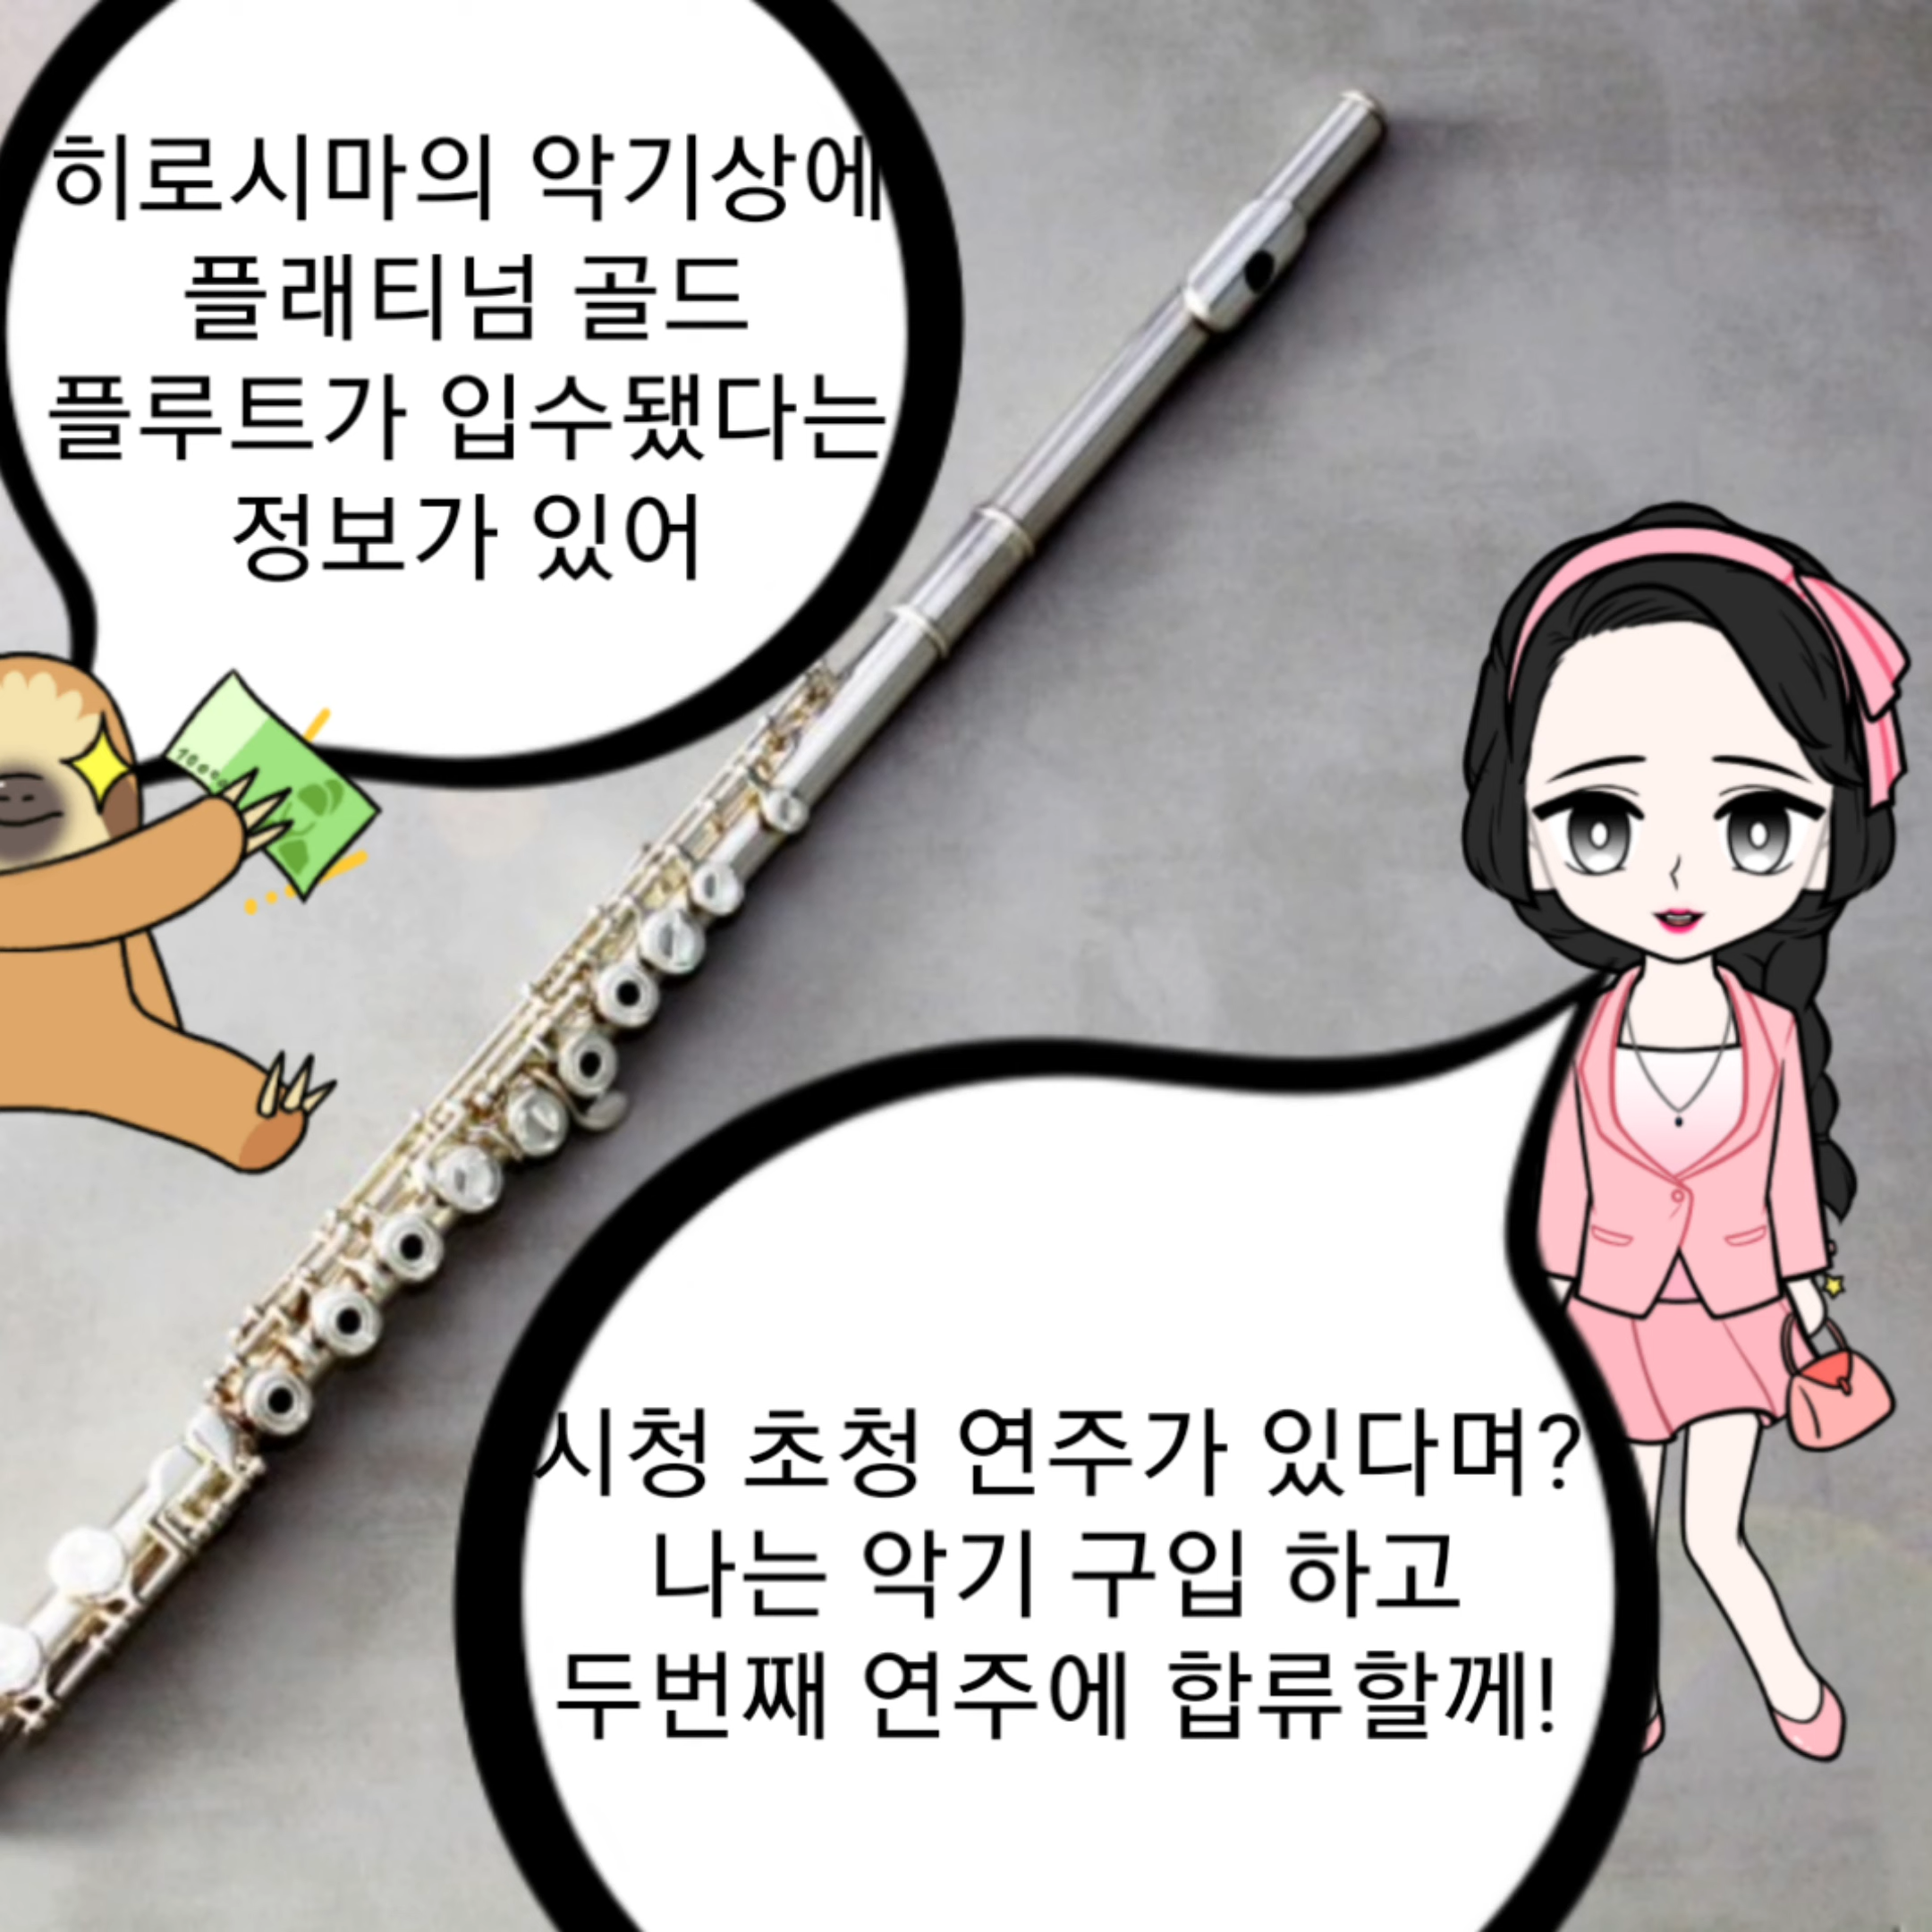 히로시마의 악기상에
플래티넘 골드
플루트가 입수됐다는
정보가 있어
시청 초청 연주가 있다며?
나는 악기 구입 하고
두번째 연주에 합류할께!